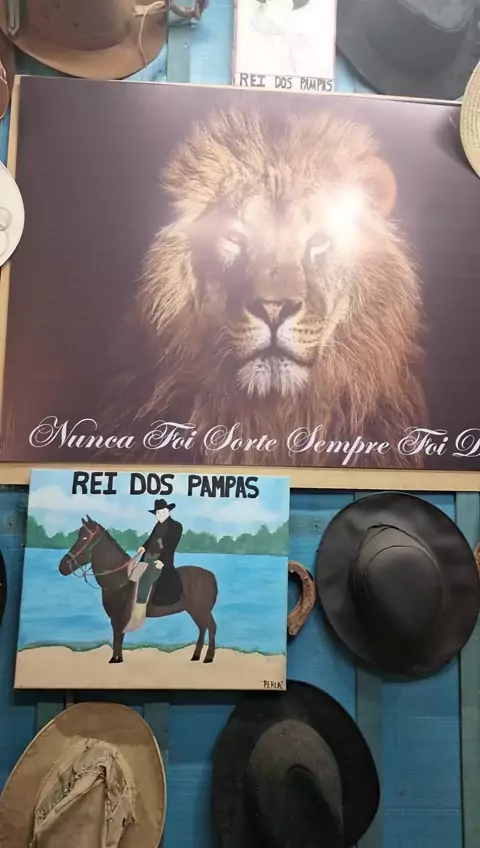 REI DOS PAMPAS
Nunca Foi Sorte Sempre Foi D
REI DOS PAMPAS
"PERLA"